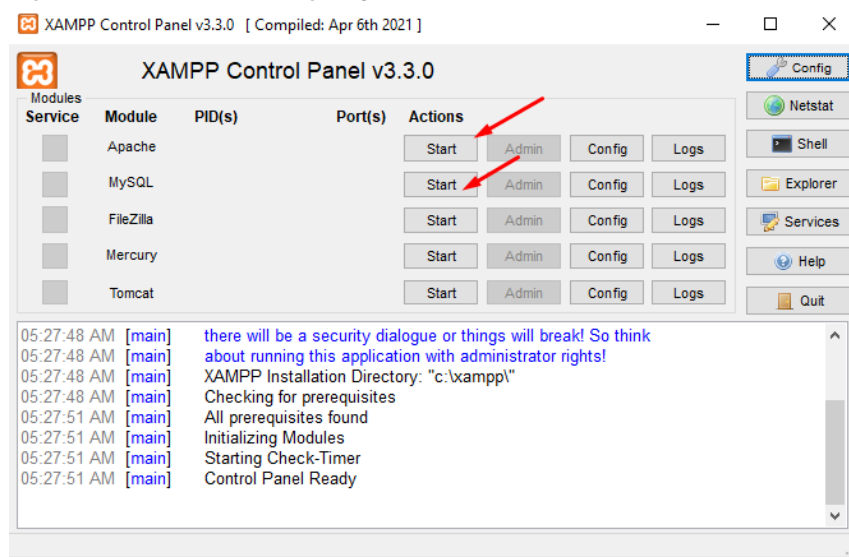 XAMPP Control Panel v3.3.0 [ Compiled: Apr 6th 2021 ]
XAMPP Control Panel v3.3.0
Config
Modules
Service Module PID(s) Port(s) Actions
Netstat
Apache Start Admin Config Logs
Shell
MySQL Start Admin Config Logs
Explorer
FileZilla Start Admin Config Logs
Services
Mercury Start Admin Config Logs
Help
Tomcat Start Admin Config Logs
Quit
05:27:48 AM [main] there will be a security dialogue or things will break! So think
05:27:48 AM [main] about running this application with administrator rights!
05:27:48 AM [main] XAMPP Installation Directory: "c:\xampp\"
05:27:48 AM [main] Checking for prerequisites
05:27:51 AM [main] All prerequisites found
05:27:51 AM [main] Initializing Modules
05:27:51 AM [main] Starting Check-Timer
05:27:51 AM [main] Control Panel Ready